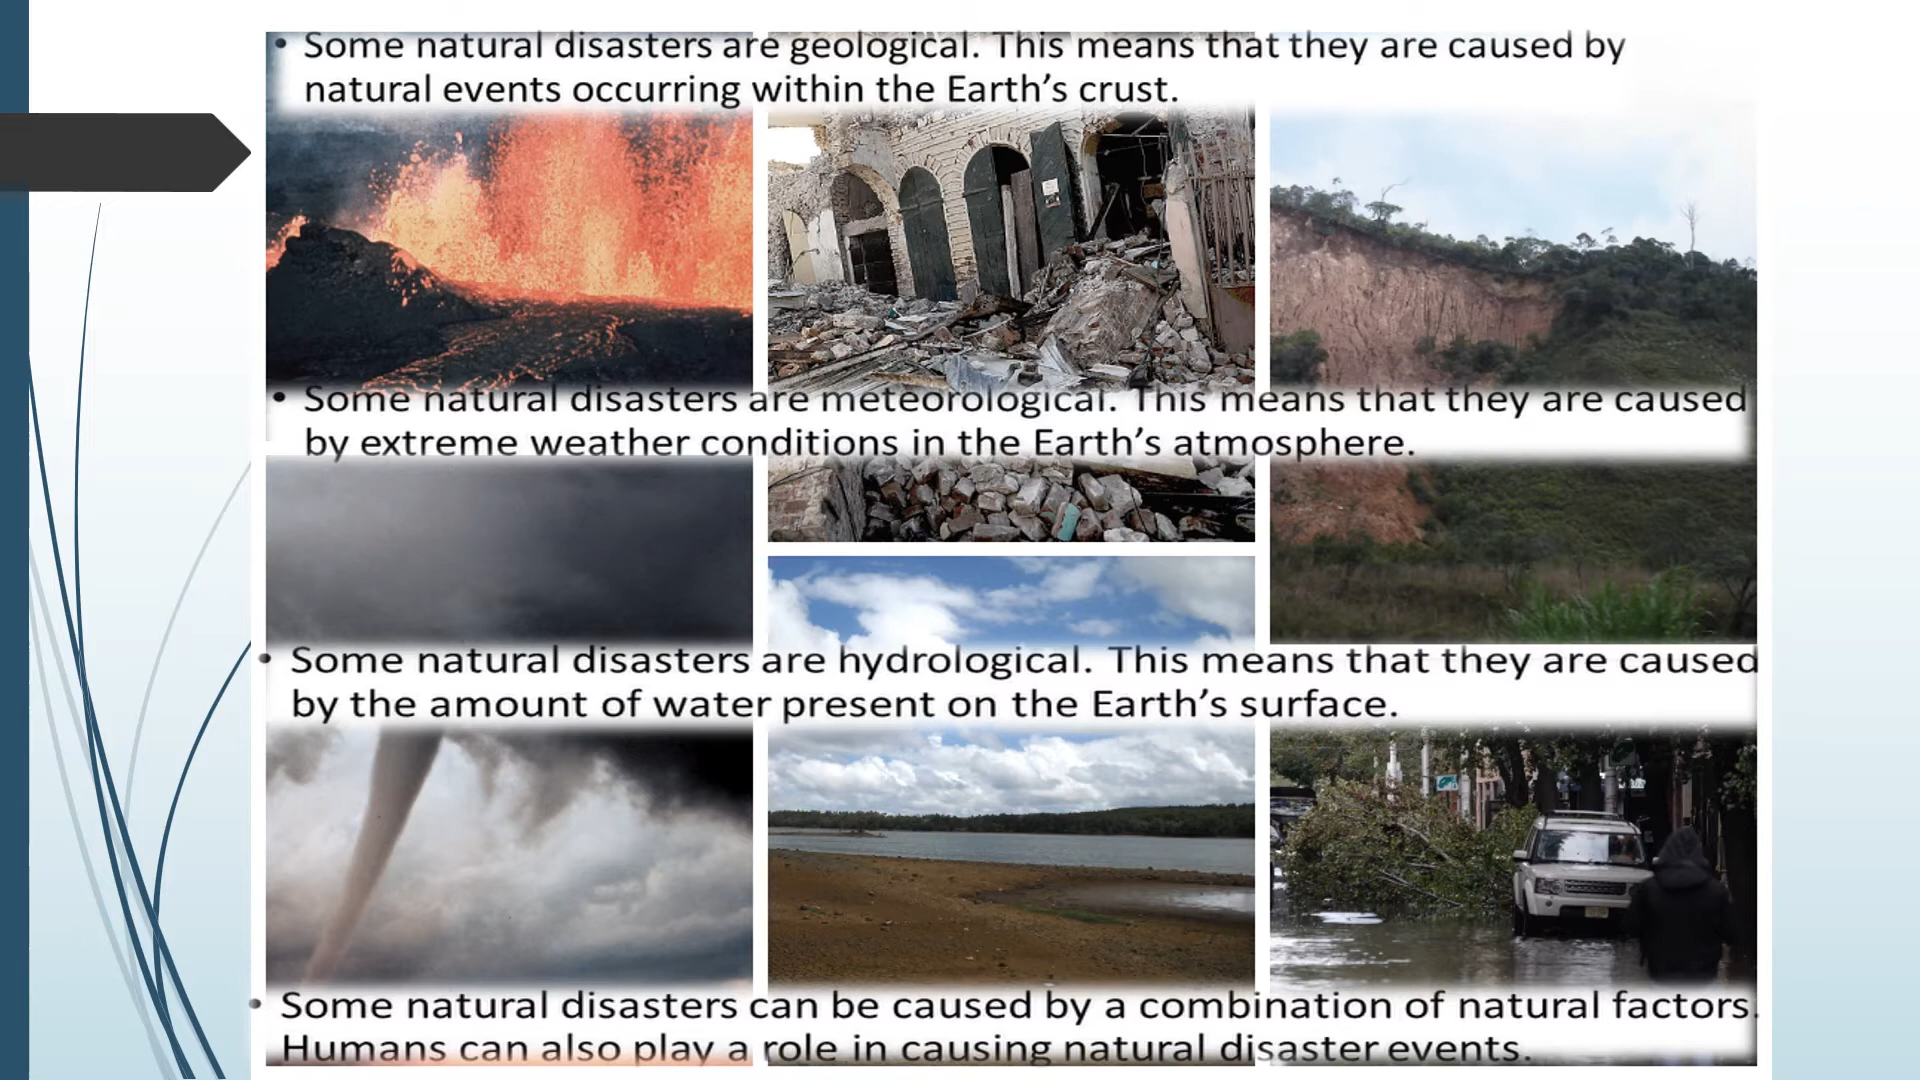 • Some natural disasters are geological. This means that they are caused by
natural events occurring within the Earth's crust.
• Some natural disasters are meteorological. This means that they are caused
by extreme weather conditions in the Earth's atmosphere.
• Some natural disasters are hydrological. This means that they are caused
by the amount of water present on the Earth's surface.
• Some natural disasters can be caused by a combination of natural factors.
Humans can also play a role in causing natural disaster events.